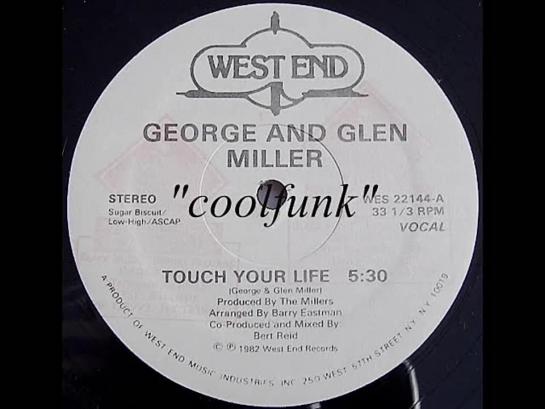 WEST END
GEORGE AND GLEN
MILLER
STEREO
Sugar Biscuit/
Low-High/ASCAP
"coolfunk"
WES 22144-A
33 1/3 RPM
VOCAL
TOUCH YOUR LIFE 5:30
(George & Glen Miller)
Produced By The Millers
Arranged By Barry Eastman
Co-Produced and Mixed By:
Bert Reid
© ℗ 1982 West End Records
A PRODUCT OF WEST END MUSIC INDUSTRIES, INC. 250 WEST 57TH STREET NY, N.Y. 10019